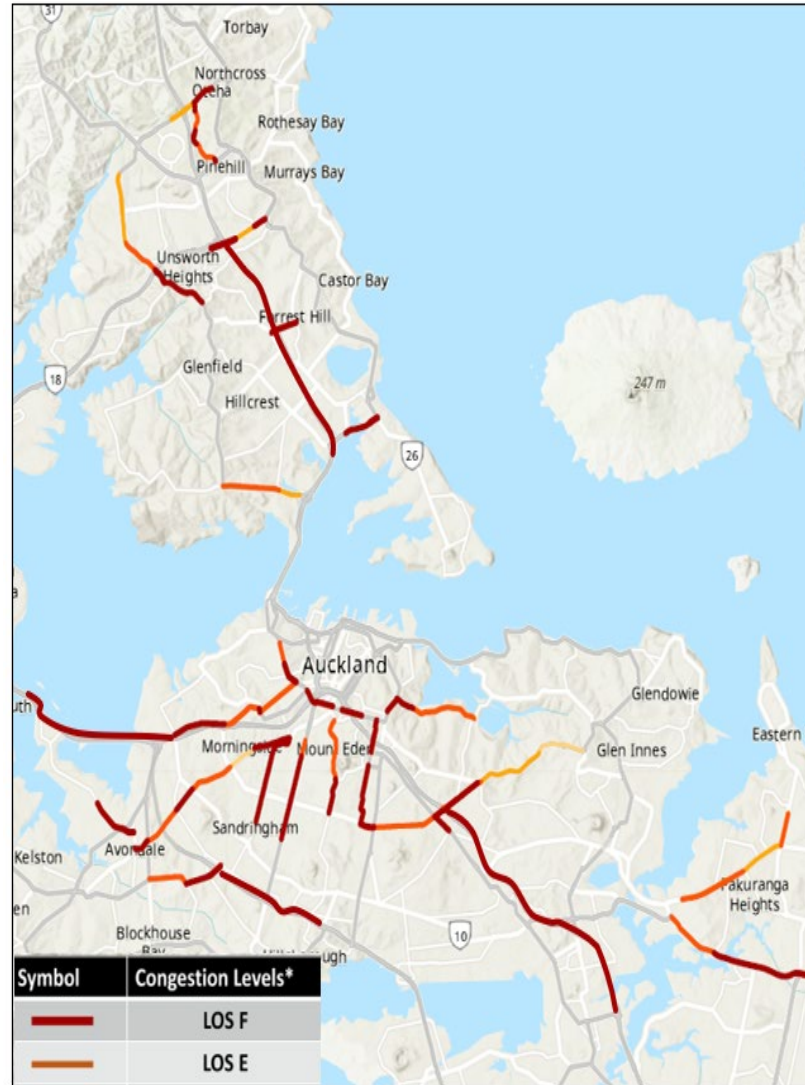 31
Torbay
Northcross
Oteha
Rothesay Bay
Pinehill
Murrays Bay
Unsworth
Heights
Castor Bay
Forrest Hill
Glenfield
18
Hillcrest
247 m
26
Auckland
Glendowie
uth
Eastern
Morningside
Mount Eden
Glen Innes
Sandringham
Kelston
Avondale
Pakuranga
Heights
en
Blockhouse
Bay
10
Symbol
Congestion Levels*
LOS F
LOS E